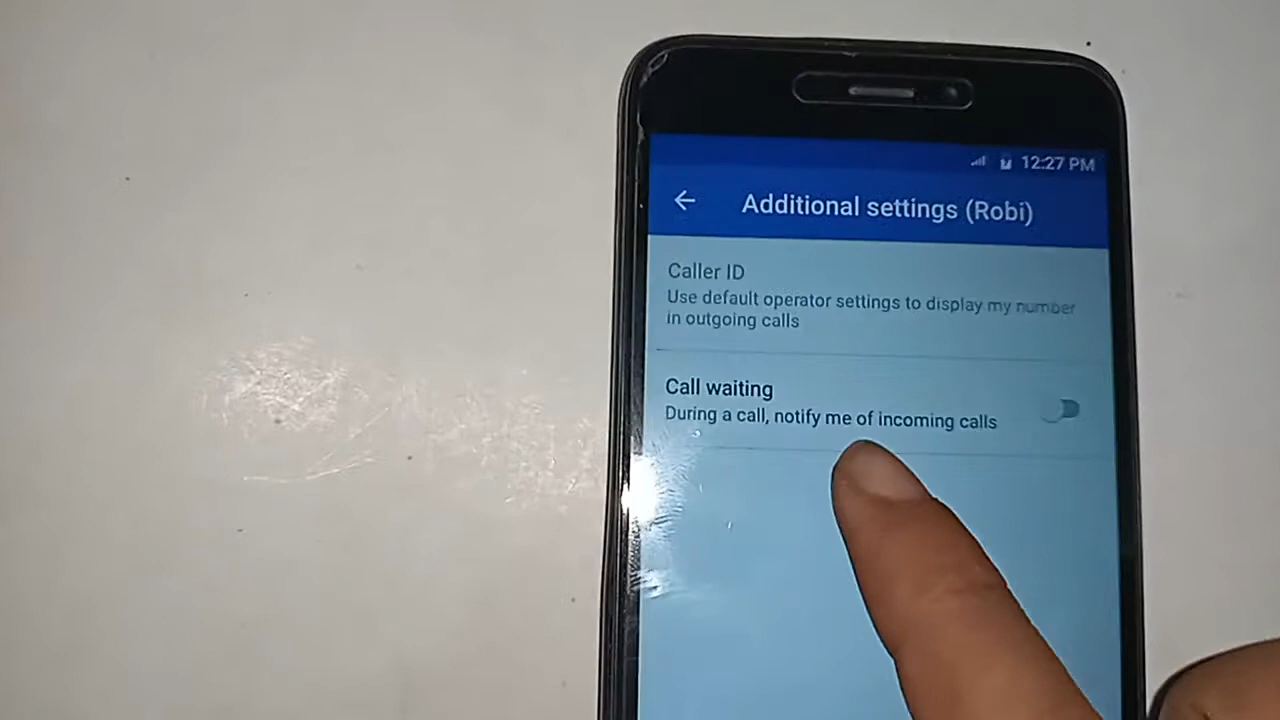 12:27 PM
Additional settings (Robi)
Caller ID
Use default operator settings to display my number
in outgoing calls
Call waiting
During a call, notify me of incoming calls